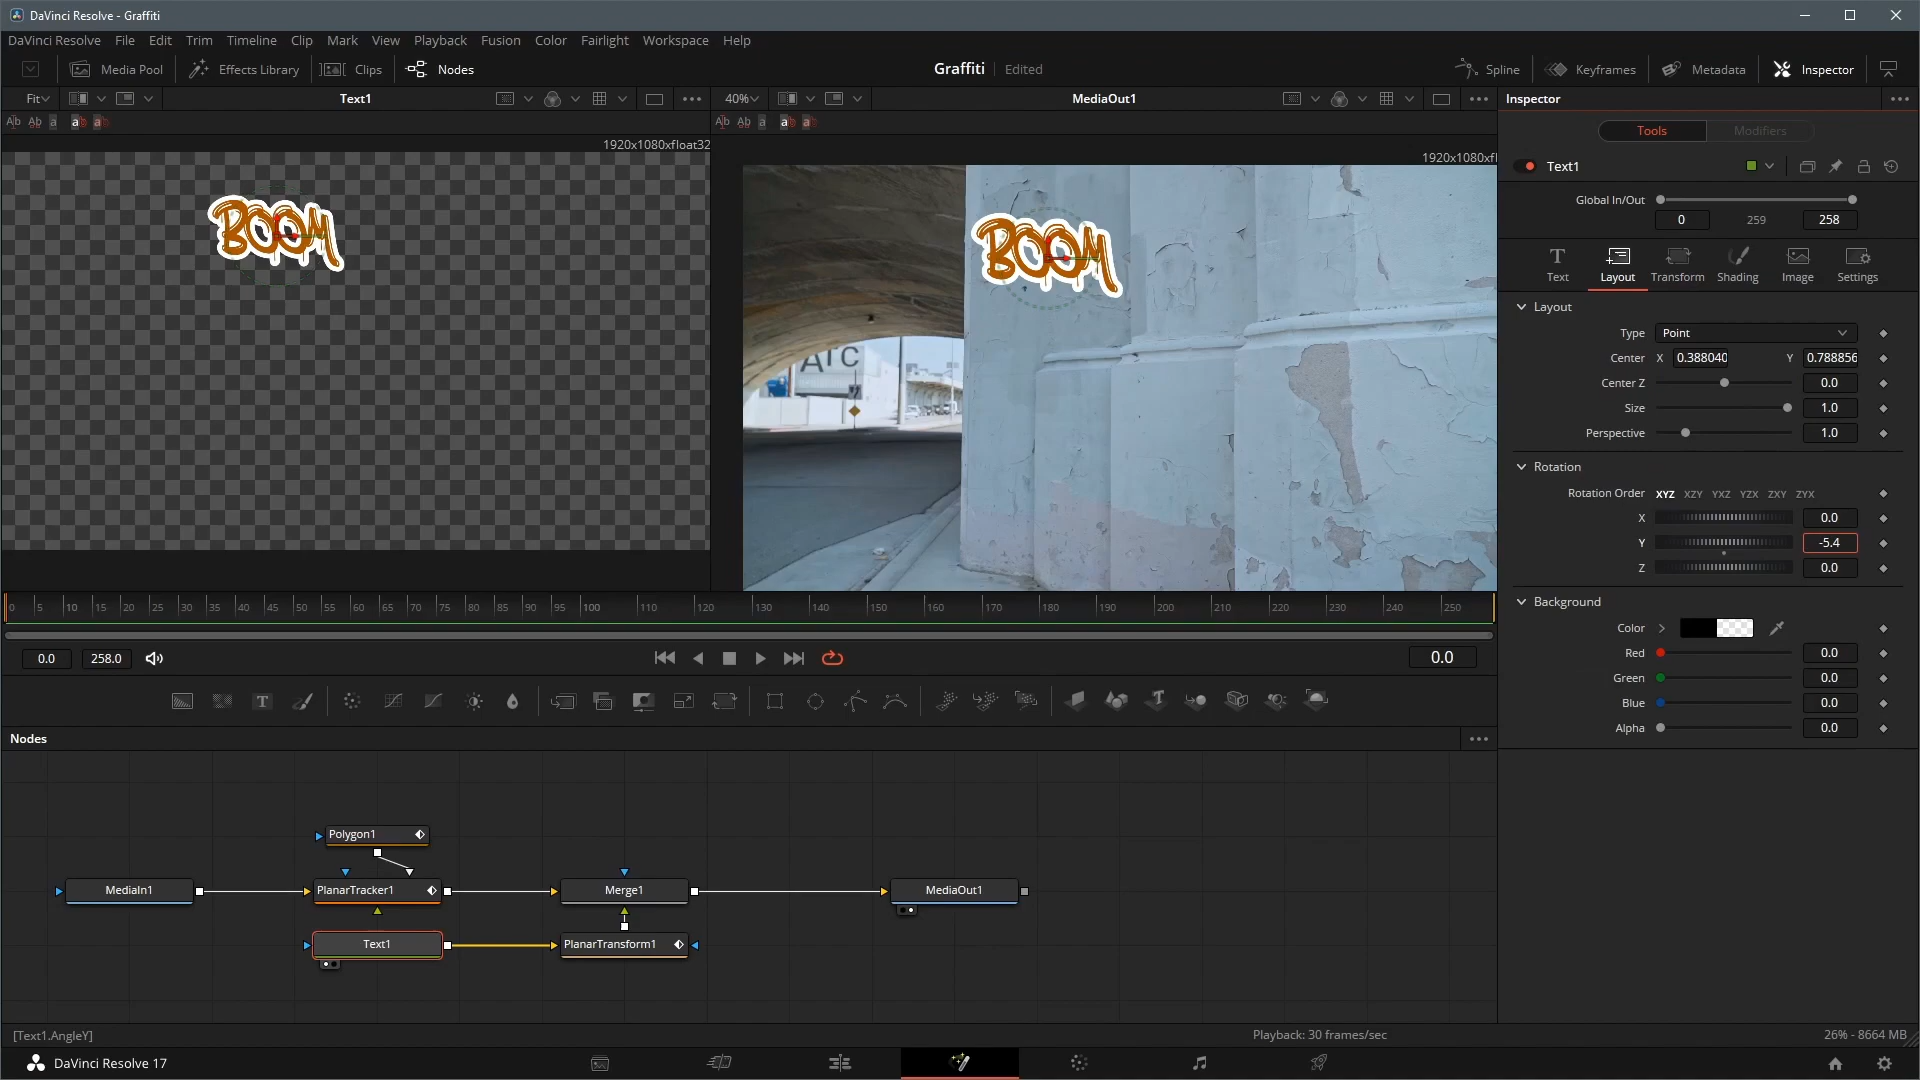 DaVinci Resolve - Graffiti
DaVinci Resolve File Edit Trim Timeline Clip Mark View Playback Fusion Color Fairlight Workspace Help
Media Pool Effects Library Clips Nodes Graffiti Edited Spline Keyframes Metadata Inspector
Fit Text1 40% MediaOut1 Inspector
Tools Modifiers
1920x1080xfloat32
1920x1080xfl
Text1
Global In/Out
0 259 258
BOOM
BOOM
Text Layout Transform Shading Image Settings
Layout
Type Point
Center X 0.388040 Y 0.788856
Center Z 0.0
Size 1.0
Perspective 1.0
Rotation
Rotation Order XYZ XZY YXZ YZX ZXY ZYX
X 0.0
Y -5.4
Z 0.0
Background
Color
Red 0.0
Green 0.0
Blue 0.0
Alpha 0.0
0 5 10 15 20 25 30 35 40 45 50 55 60 65 70 75 80 85 90 95 100 110 120 130 140 150 160 170 180 190 200 210 220 230 240 250
0.0 258.0 0.0
Nodes
Polygon1
MediaIn1 PlanarTracker1 Merge1 MediaOut1
Text1 PlanarTransform1
[Text1.AngleY] Playback: 30 frames/sec 26% - 8664 MB
DaVinci Resolve 17